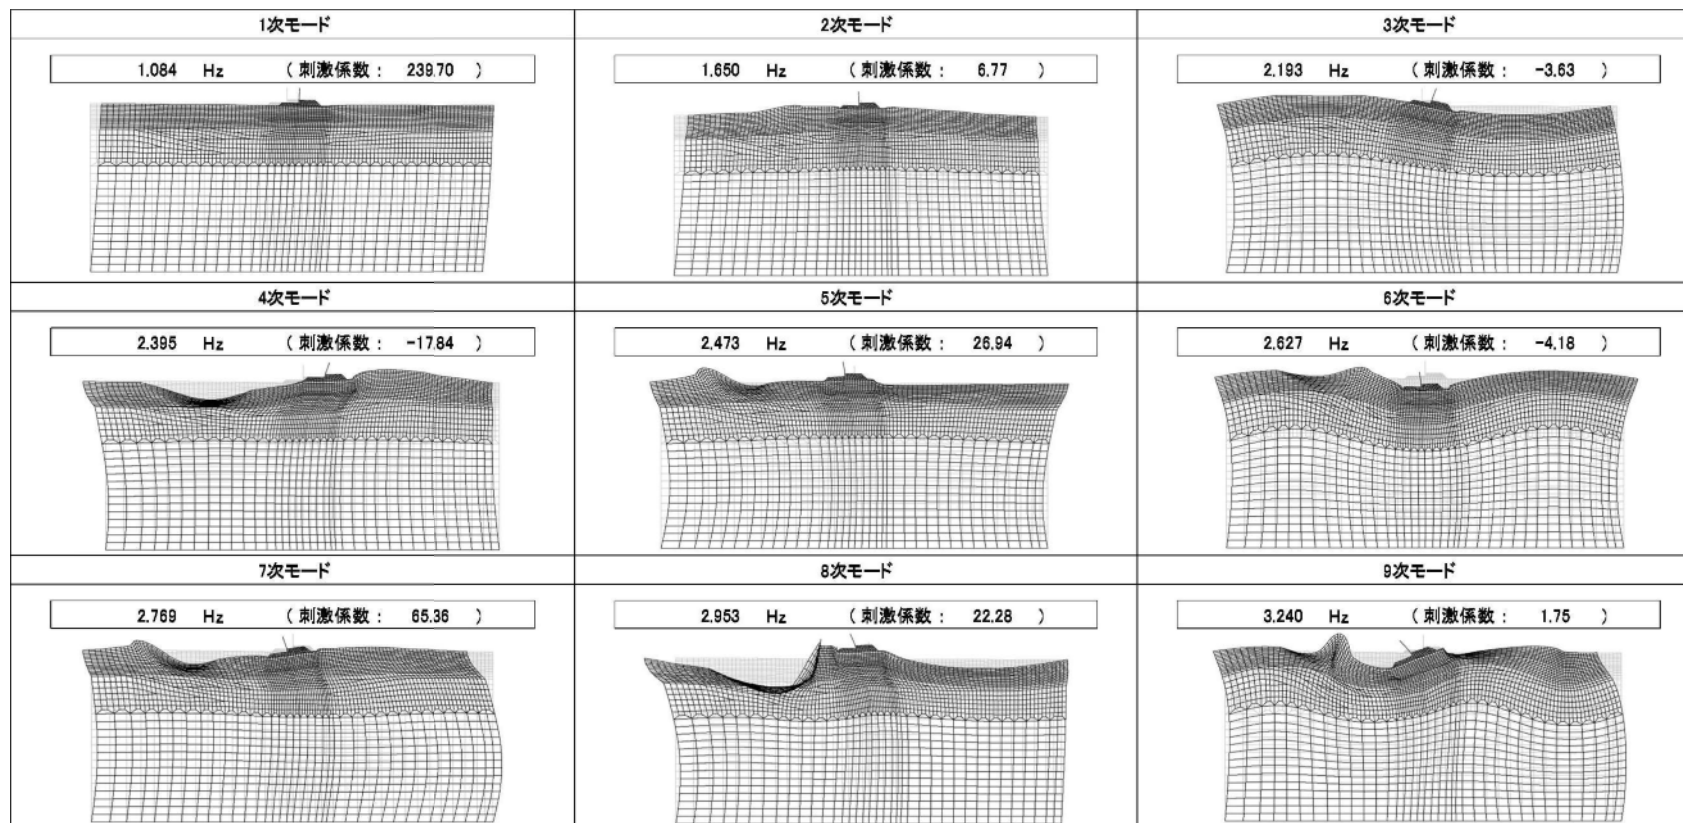 1次モード 2次モード 3次モード
1.084 Hz （ 刺激係数 ： 239.70 ） 1.650 Hz （ 刺激係数 ： 6.77 ） 2.193 Hz （ 刺激係数 ： -3.63 ）
4次モード 5次モード 6次モード
2.395 Hz （ 刺激係数 ： -17.84 ） 2.473 Hz （ 刺激係数 ： 26.94 ） 2.627 Hz （ 刺激係数 ： -4.18 ）
7次モード 8次モード 9次モード
2.769 Hz （ 刺激係数 ： 65.36 ） 2.953 Hz （ 刺激係数 ： 22.28 ） 3.240 Hz （ 刺激係数 ： 1.75 ）